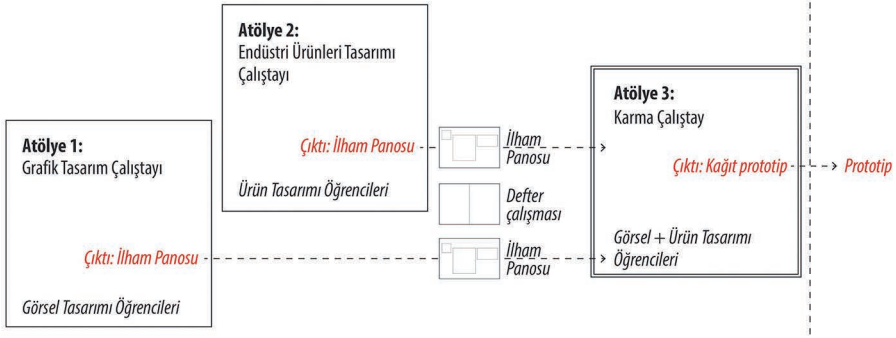 Atölye 1:
Grafik Tasarım Çalıştayı
Çıktı: İlham Panosu
Görsel Tasarımı Öğrencileri
Atölye 2:
Endüstri Ürünleri Tasarımı
Çalıştayı
Çıktı: İlham Panosu
Ürün Tasarımı Öğrencileri
İlham
Panosu
Defter
çalışması
İlham
Panosu
Atölye 3:
Karma Çalıştay
Çıktı: Kağıt prototip
Görsel + Ürün Tasarımı
Öğrencileri
Prototip